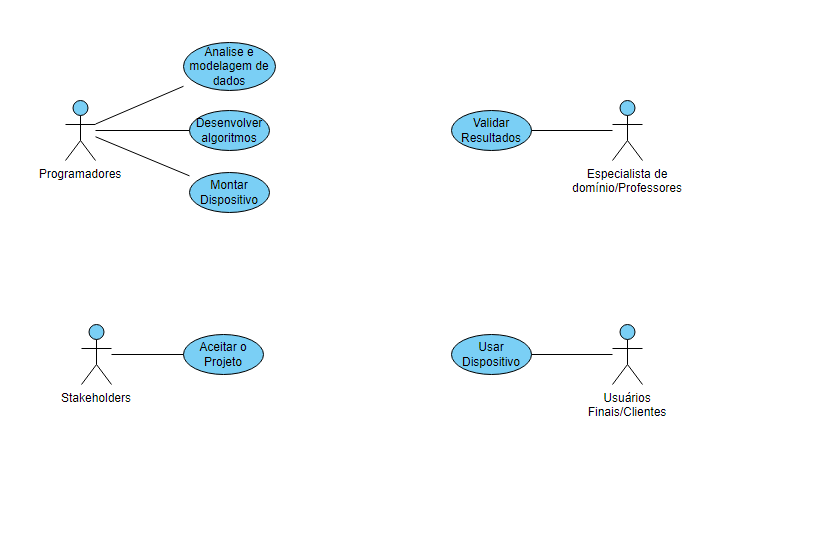 Analise e
modelagem de
dados
Desenvolver
algoritmos
Montar
Dispositivo
Programadores
Validar
Resultados
Especialista de
domínio/Professores
Aceitar o
Projeto
Stakeholders
Usar
Dispositivo
Usuários
Finais/Clientes